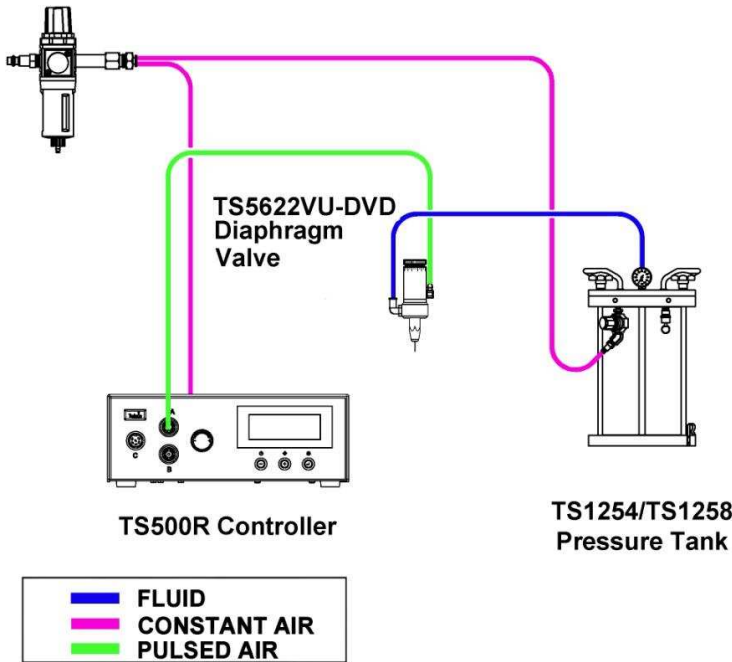 TS5622VU-DVD
Diaphragm
Valve
A
C
B
TS500R Controller
TS1254/TS1258
Pressure Tank
FLUID
CONSTANT AIR
PULSED AIR